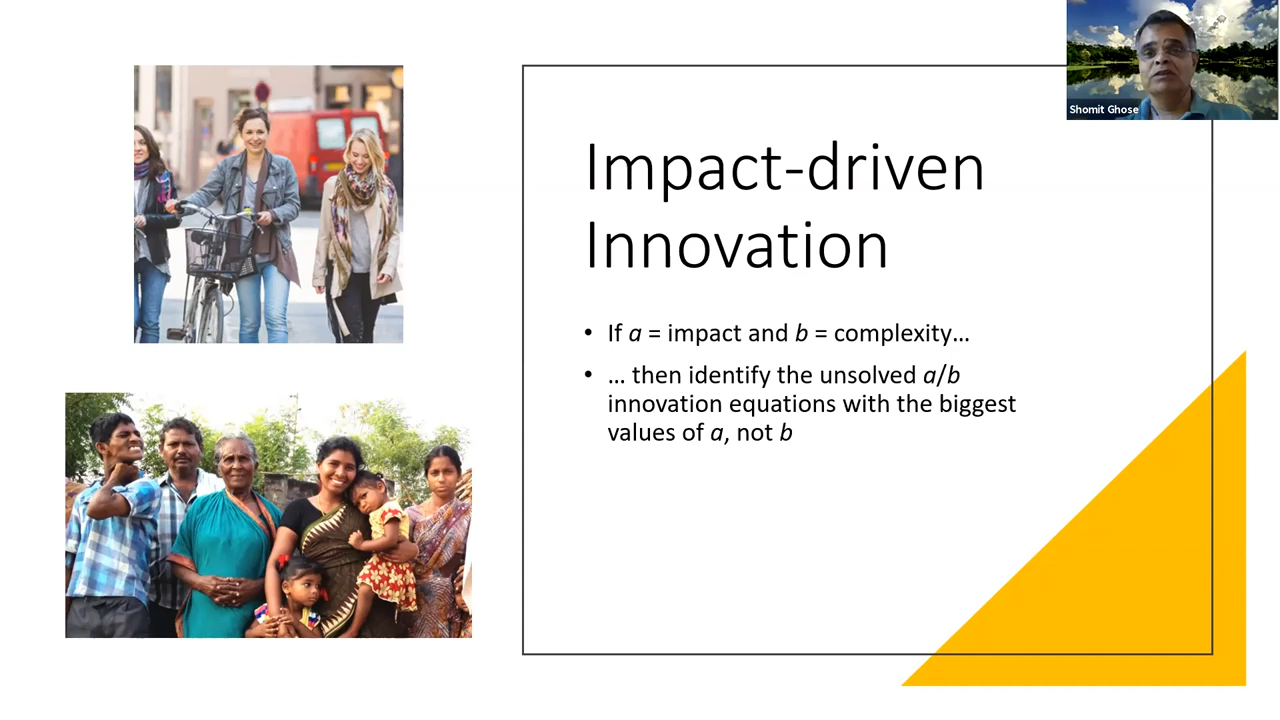 Shomit Ghose
Impact-driven
Innovation
• If a = impact and b = complexity…
• … then identify the unsolved a/b
innovation equations with the biggest
values of a, not b